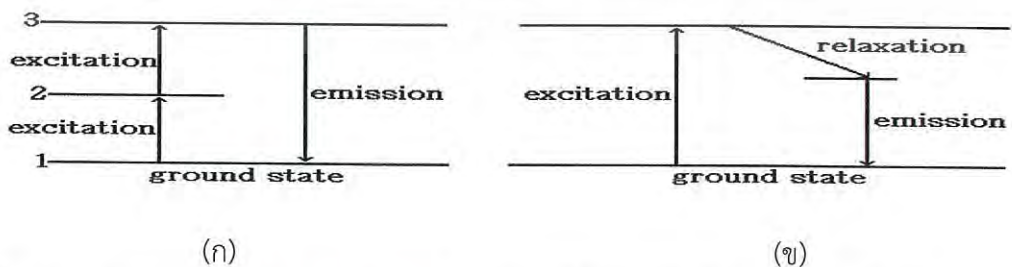 3
excitation
2
excitation
1
emission
ground state
(ก)
relaxation
excitation
emission
ground state
(ข)